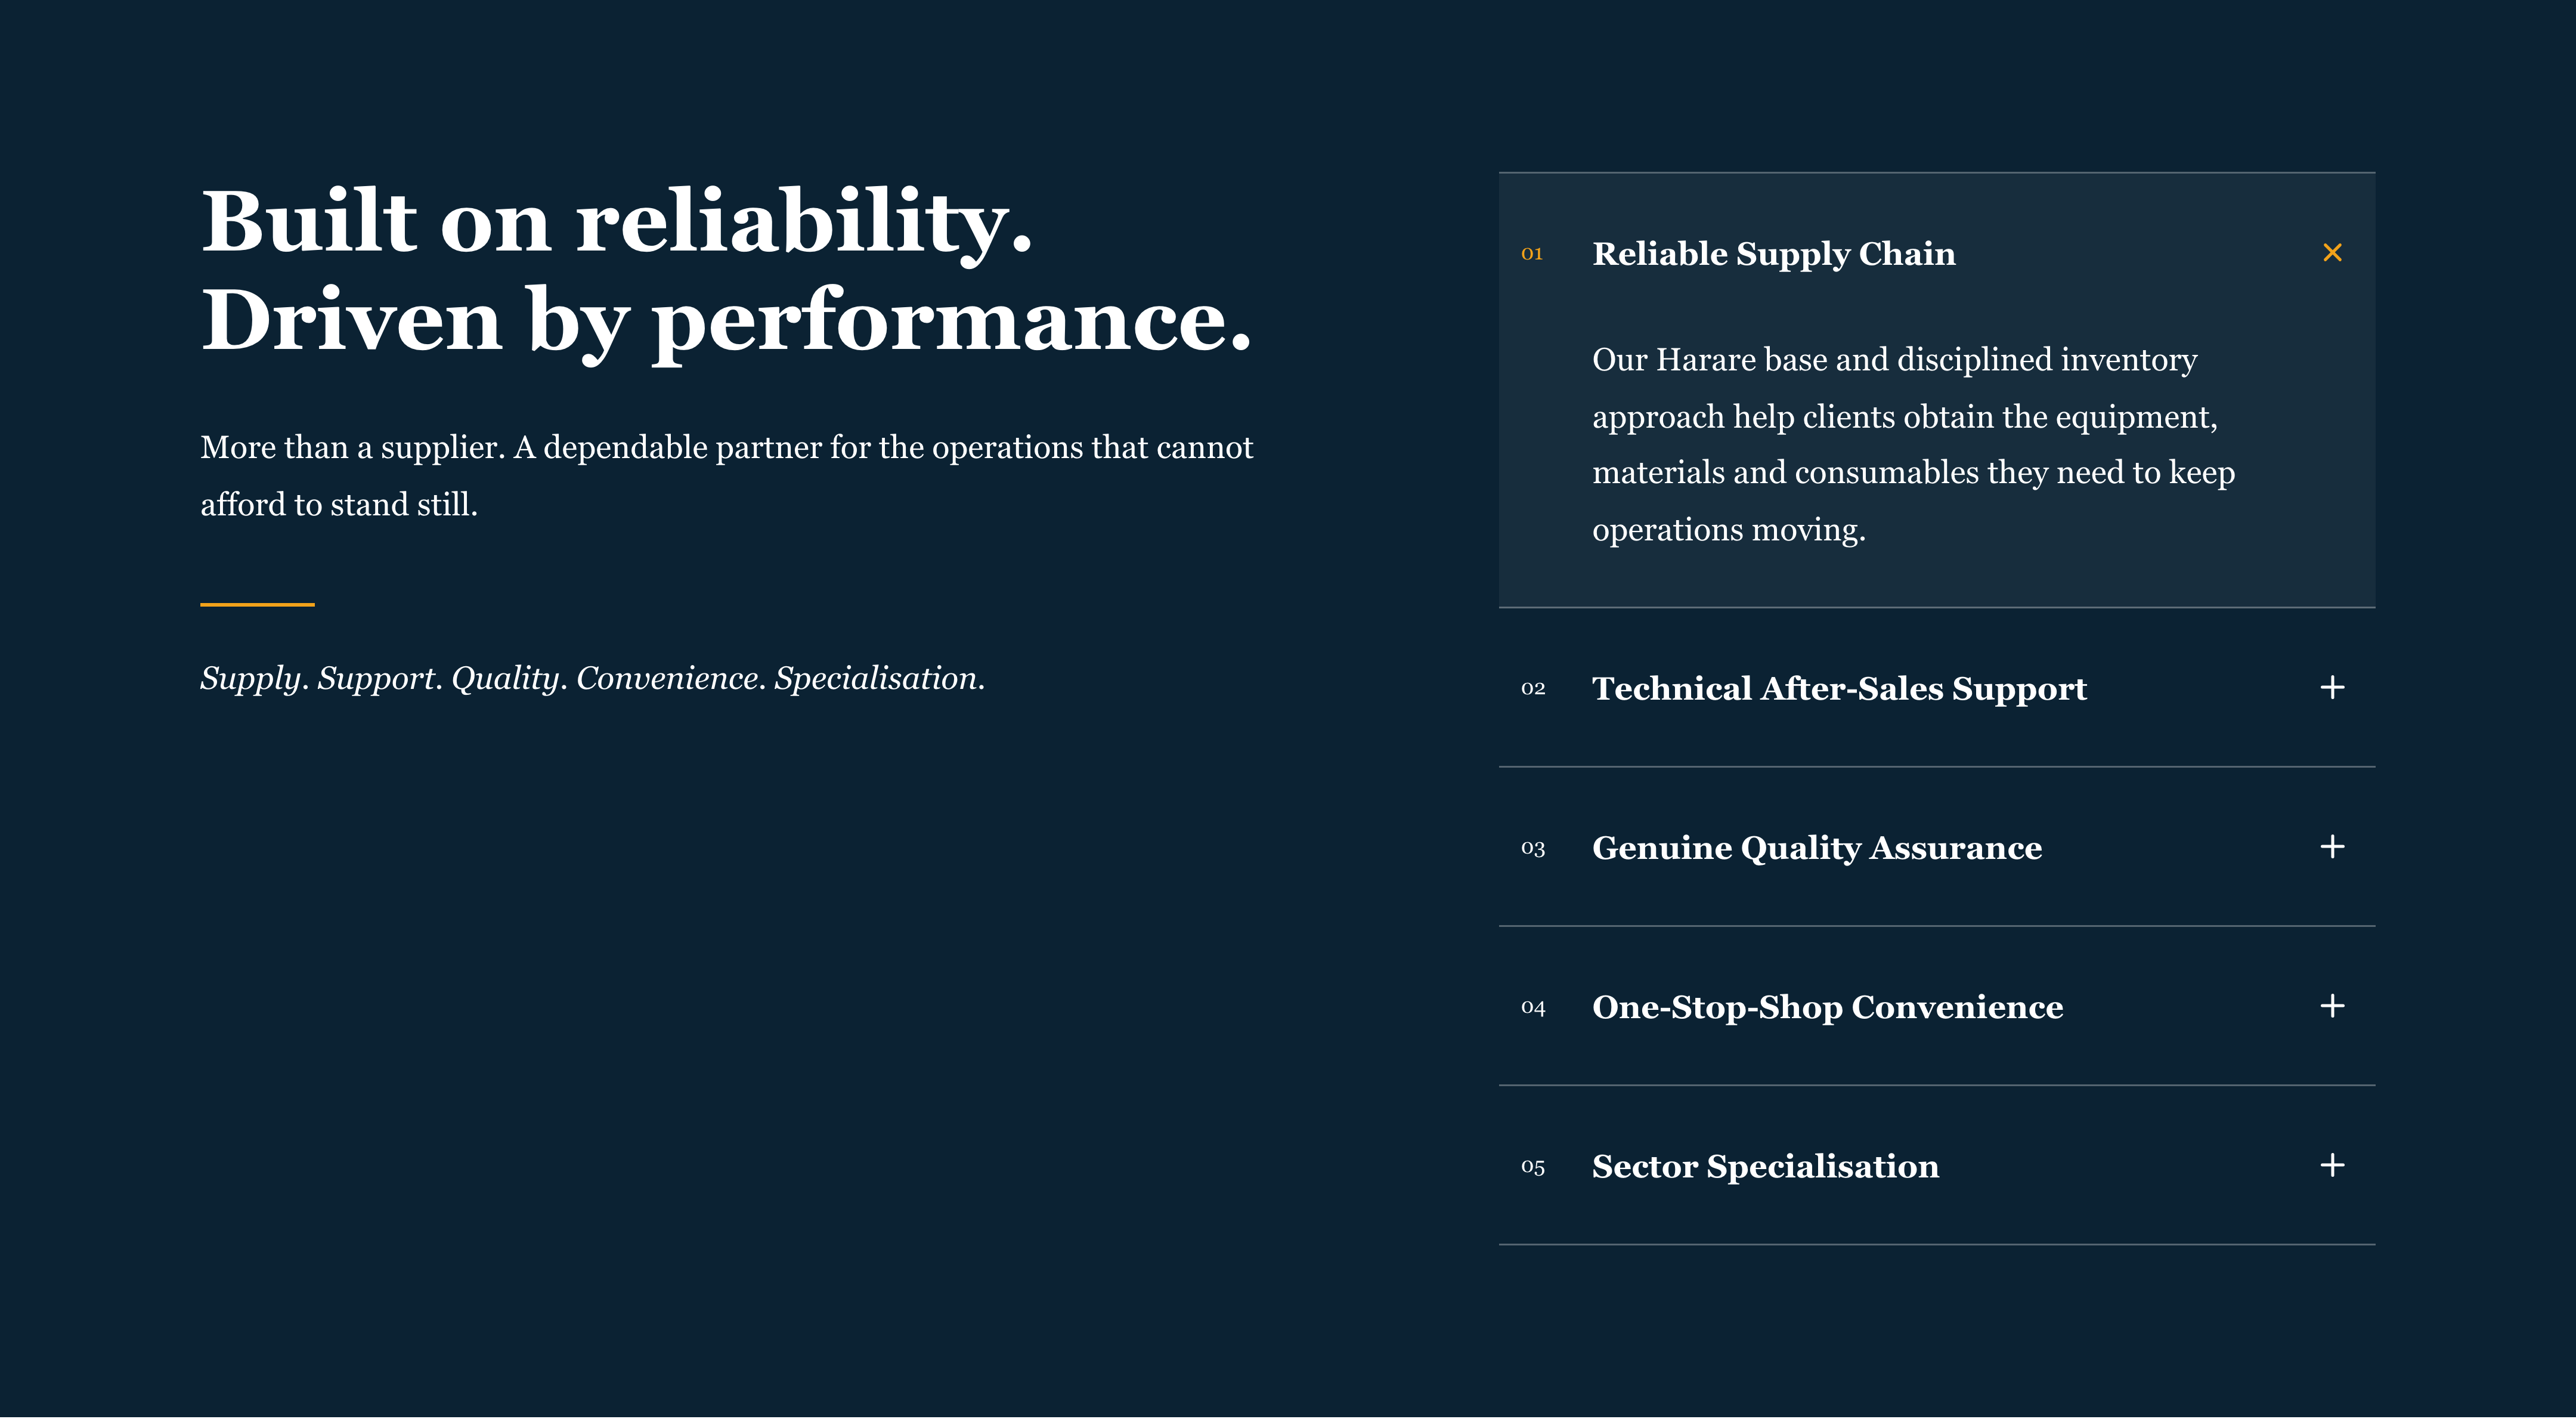 Built on reliability.
Driven by performance.
More than a supplier. A dependable partner for the operations that cannot
afford to stand still.
Supply. Support. Quality. Convenience. Specialisation.
01 Reliable Supply Chain
Our Harare base and disciplined inventory
approach help clients obtain the equipment,
materials and consumables they need to keep
operations moving.
02 Technical After-Sales Support
03 Genuine Quality Assurance
04 One-Stop-Shop Convenience
05 Sector Specialisation